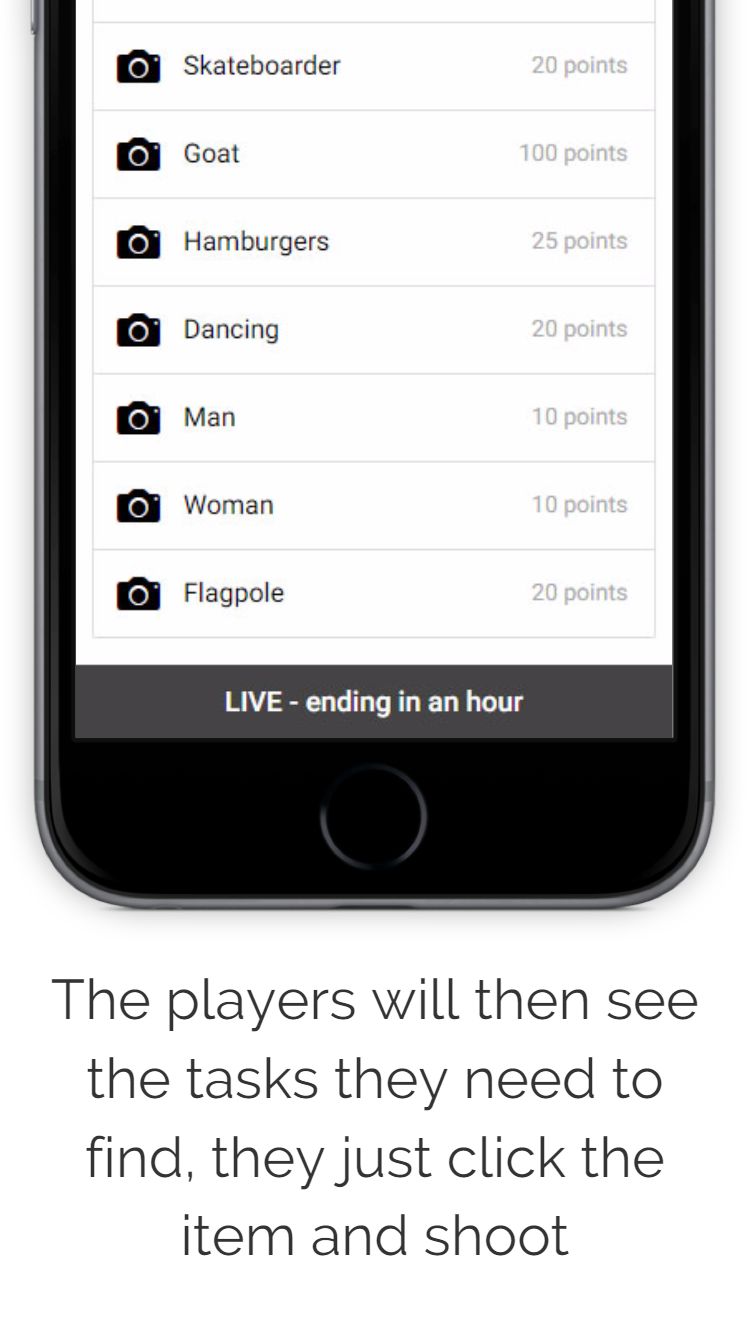 Skateboarder 20 points
Goat 100 points
Hamburgers 25 points
Dancing 20 points
Man 10 points
Woman 10 points
Flagpole 20 points
LIVE - ending in an hour
The players will then see
the tasks they need to
find, they just click the
item and shoot